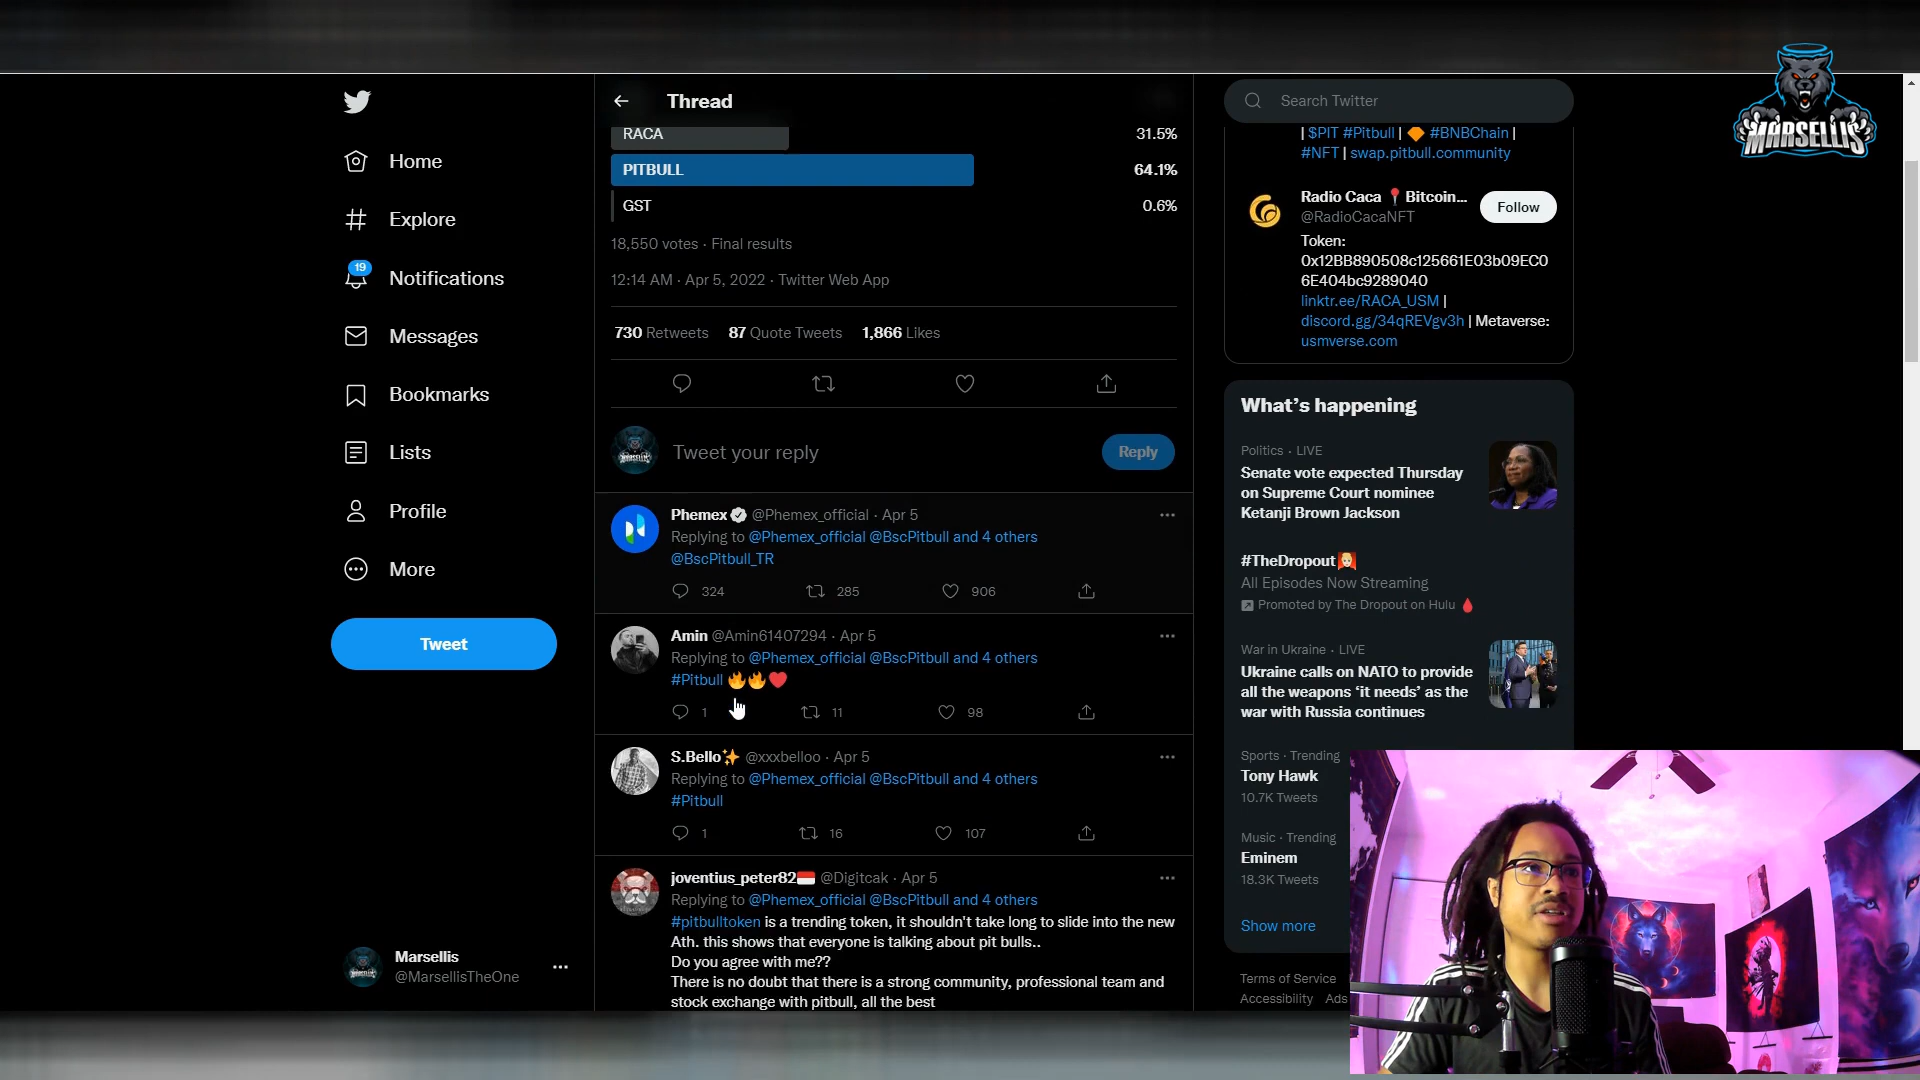 MARSELLIS
Home
Explore
19
Notifications
Messages
Bookmarks
Lists
Profile
More
Tweet
Marsellis
@MarsellisTheOne
Thread
RACA 31.5%
PITBULL 64.1%
GST 0.6%
18,550 votes · Final results
12:14 AM · Apr 5, 2022 · Twitter Web App
730 Retweets 87 Quote Tweets 1,866 Likes
Tweet your reply Reply
Phemex @Phemex_official · Apr 5
Replying to @Phemex_official @BscPitbull and 4 others
@BscPitbull_TR
324 285 906
Amin @Amin61407294 · Apr 5
Replying to @Phemex_official @BscPitbull and 4 others
#Pitbull 🔥🔥❤️
1 11 98
S.Bello✨ @xxxbelloo · Apr 5
Replying to @Phemex_official @BscPitbull and 4 others
#Pitbull
1 16 107
joventius_peter82🇮🇩 @Digitcak · Apr 5
Replying to @Phemex_official @BscPitbull and 4 others
#pitbulltoken is a trending token, it shouldn't take long to slide into the new
Ath. this shows that everyone is talking about pit bulls..
Do you agree with me??
There is no doubt that there is a strong community, professional team and
stock exchange with pitbull, all the best
Search Twitter
| $PIT #Pitbull | 🔶 #BNBChain |
#NFT | swap.pitbull.community
Radio Caca 📍Bitcoin...
@RadioCacaNFT
Follow
Token:
0x12BB890508c125661E03b09EC0
6E404bc9289040
linktr.ee/RACA_USM |
discord.gg/34qREVgv3h | Metaverse:
usmverse.com
What's happening
Politics · LIVE
Senate vote expected Thursday
on Supreme Court nominee
Ketanji Brown Jackson
#TheDropout
All Episodes Now Streaming
Promoted by The Dropout on Hulu 🩸
War in Ukraine · LIVE
Ukraine calls on NATO to provide
all the weapons 'it needs' as the
war with Russia continues
Sports · Trending
Tony Hawk
10.7K Tweets
Music · Trending
Eminem
18.3K Tweets
Show more
Terms of Service
Accessibility Ads